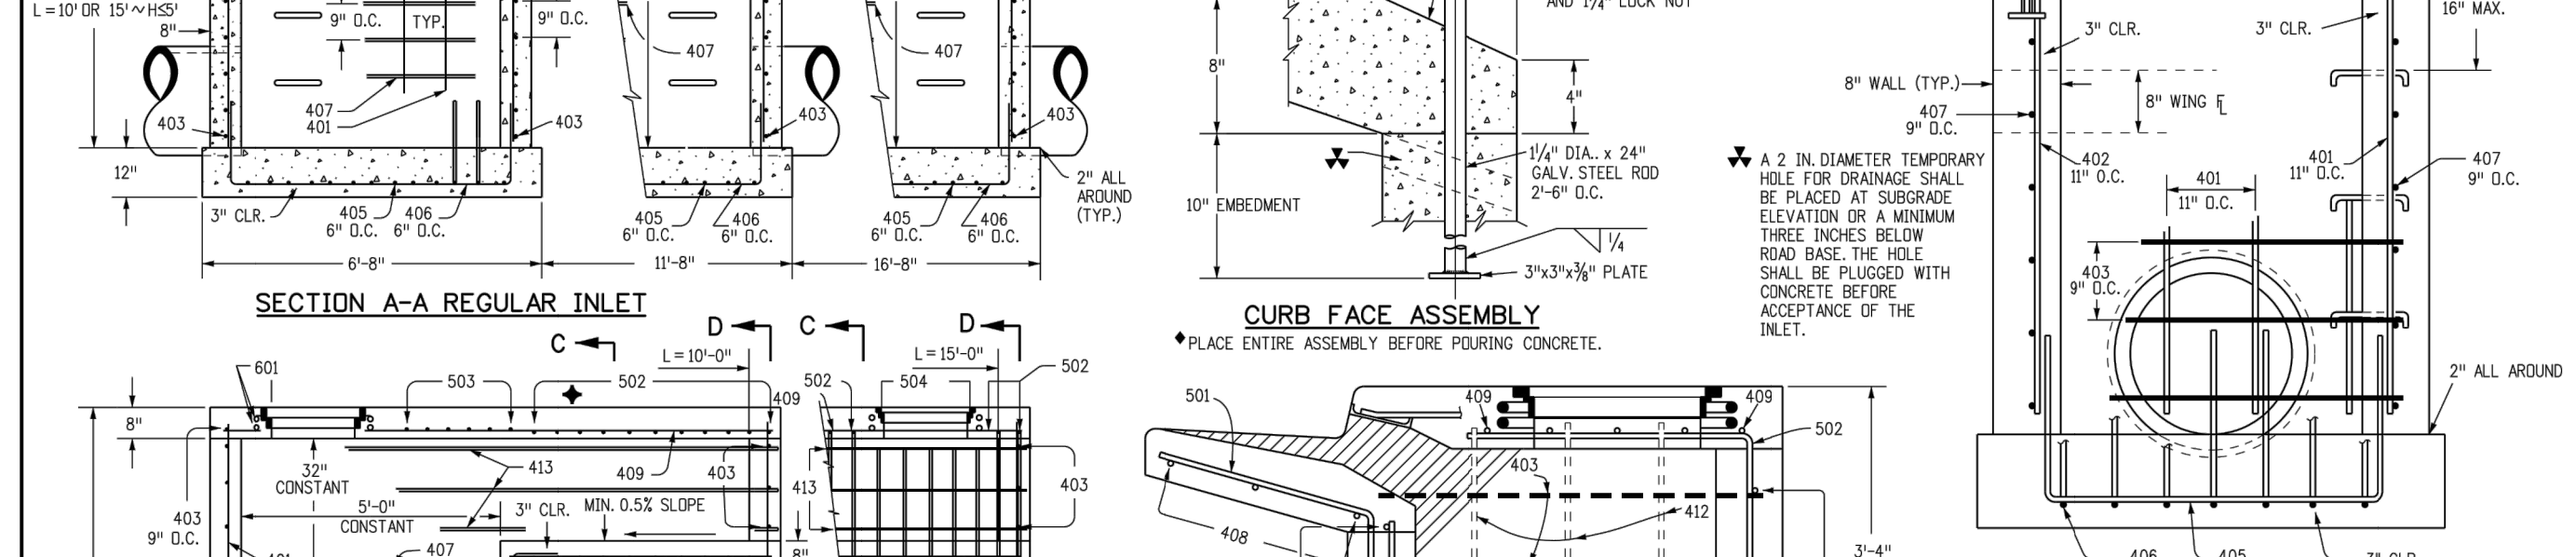 L = 10' OR 15' ~ H≤5'
8"
9" O.C.
TYP.
9" O.C.
407
401
403
403
12"
3" CLR.
405
6" O.C.
406
6" O.C.
6'-8"
407
403
405
6" O.C.
406
6" O.C.
11'-8"
407
403
405
6" O.C.
406
6" O.C.
16'-8"
2" ALL
AROUND
(TYP.)
SECTION A-A REGULAR INLET
AND 1¼" LOCK NUT
8"
4"
10" EMBEDMENT
1¼" DIA.. x 24"
GALV. STEEL ROD
2'-6" O.C.
1/4
3"x3"x⅜" PLATE
CURB FACE ASSEMBLY
♦PLACE ENTIRE ASSEMBLY BEFORE POURING CONCRETE.
A 2 IN. DIAMETER TEMPORARY
HOLE FOR DRAINAGE SHALL
BE PLACED AT SUBGRADE
ELEVATION OR A MINIMUM
THREE INCHES BELOW
ROAD BASE. THE HOLE
SHALL BE PLUGGED WITH
CONCRETE BEFORE
ACCEPTANCE OF THE
INLET.
16" MAX.
3" CLR.
3" CLR.
8" WALL (TYP.)
8" WING FL
407
9" O.C.
402
11" O.C.
401
11" O.C.
401
11" O.C.
407
9" O.C.
403
9" O.C.
2" ALL AROUND
406
405
3" CLR
C
D
C
D
L = 10'-0"
L = 15'-0"
601
503
502
409
502
504
502
8"
32"
CONSTANT
413
409
403
413
403
5'-0"
CONSTANT
3" CLR.
MIN. 0.5% SLOPE
403
9" O.C.
401
407
8"
501
409
409
502
403
412
408
3'-4"